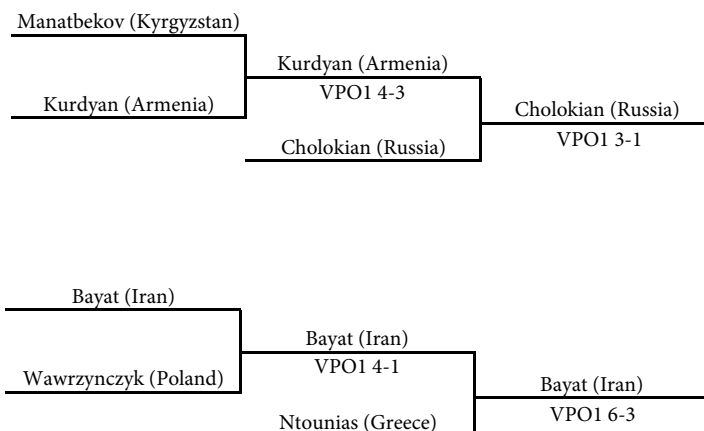 Manatbekov (Kyrgyzstan)
Kurdyan (Armenia)
VPO1 4-3
Kurdyan (Armenia)
Cholokian (Russia)
VPO1 3-1
Cholokian (Russia)
Bayat (Iran)
Bayat (Iran)
VPO1 4-1
Wawrzynczyk (Poland)
Bayat (Iran)
VPO1 6-3
Ntounias (Greece)